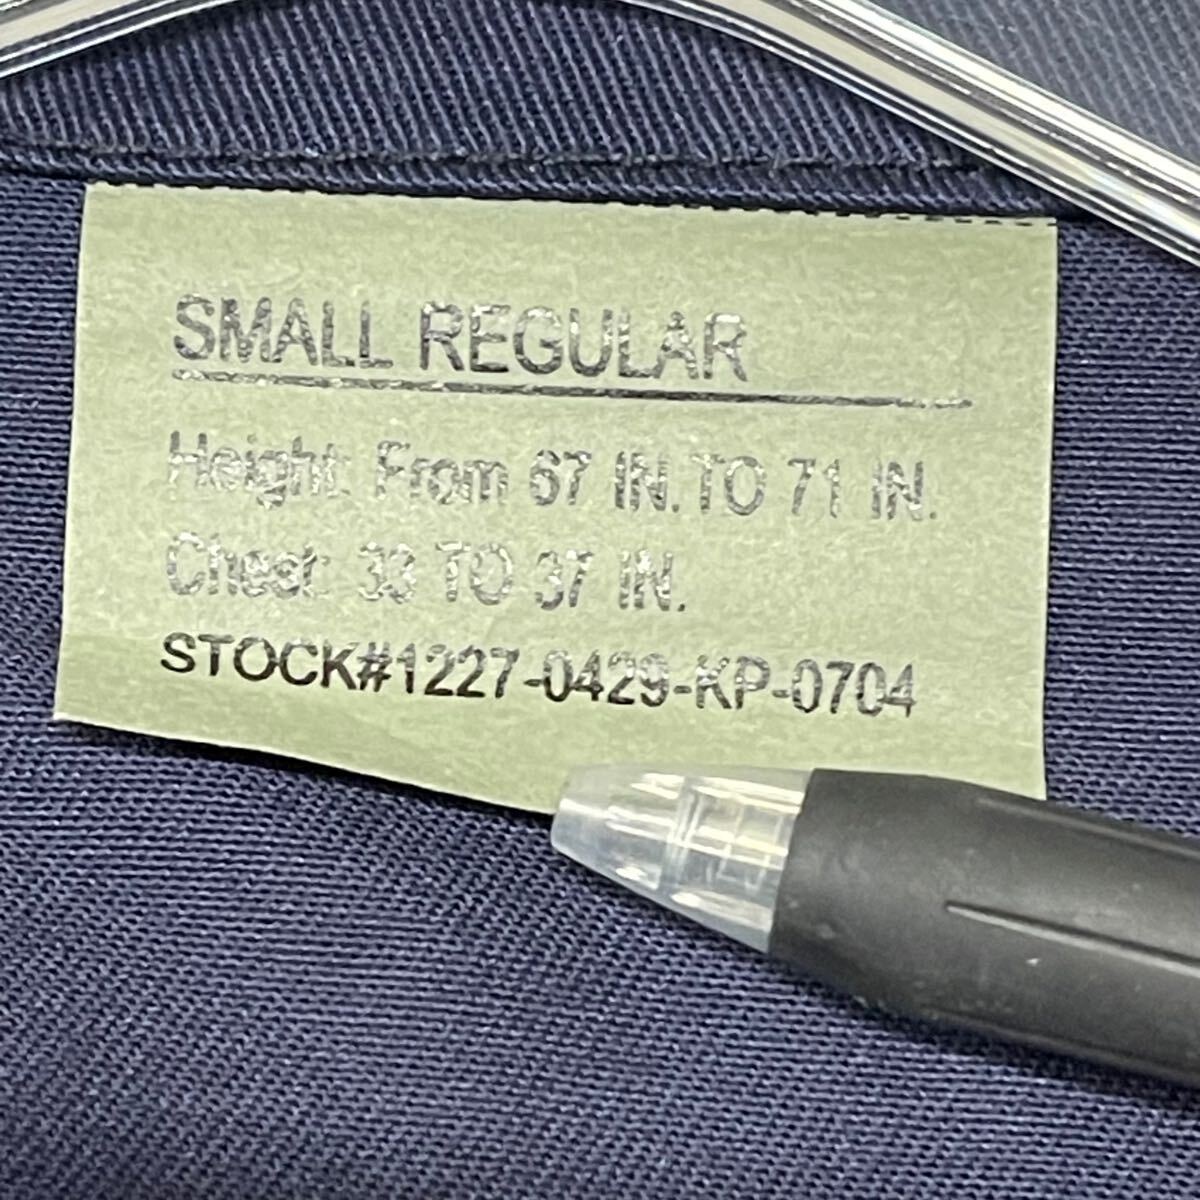 SMALL REGULAR
Height: From 67 IN. TO 71 IN.
Chest: 33 TO 37 IN.
STOCK#1227-0429-KP-0704